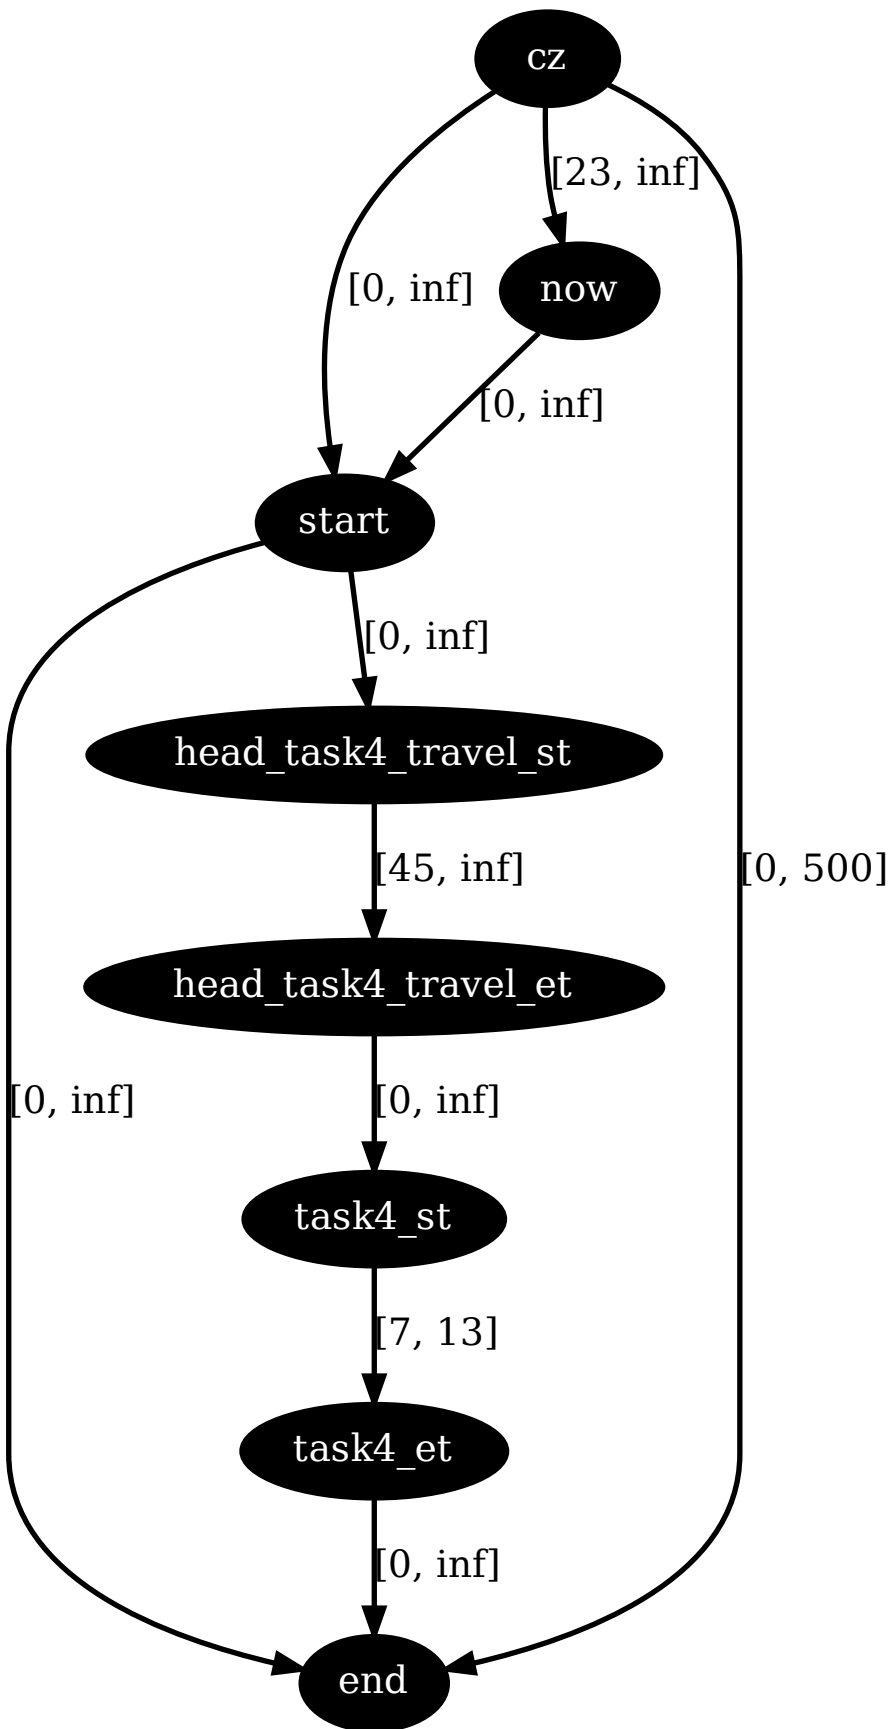 cz
[23, inf]
[0, inf]
now
[0, inf]
start
[0, inf]
head_task4_travel_st
[45, inf]
[0, 500]
head_task4_travel_et
[0, inf]
[0, inf]
task4_st
[7, 13]
task4_et
[0, inf]
end